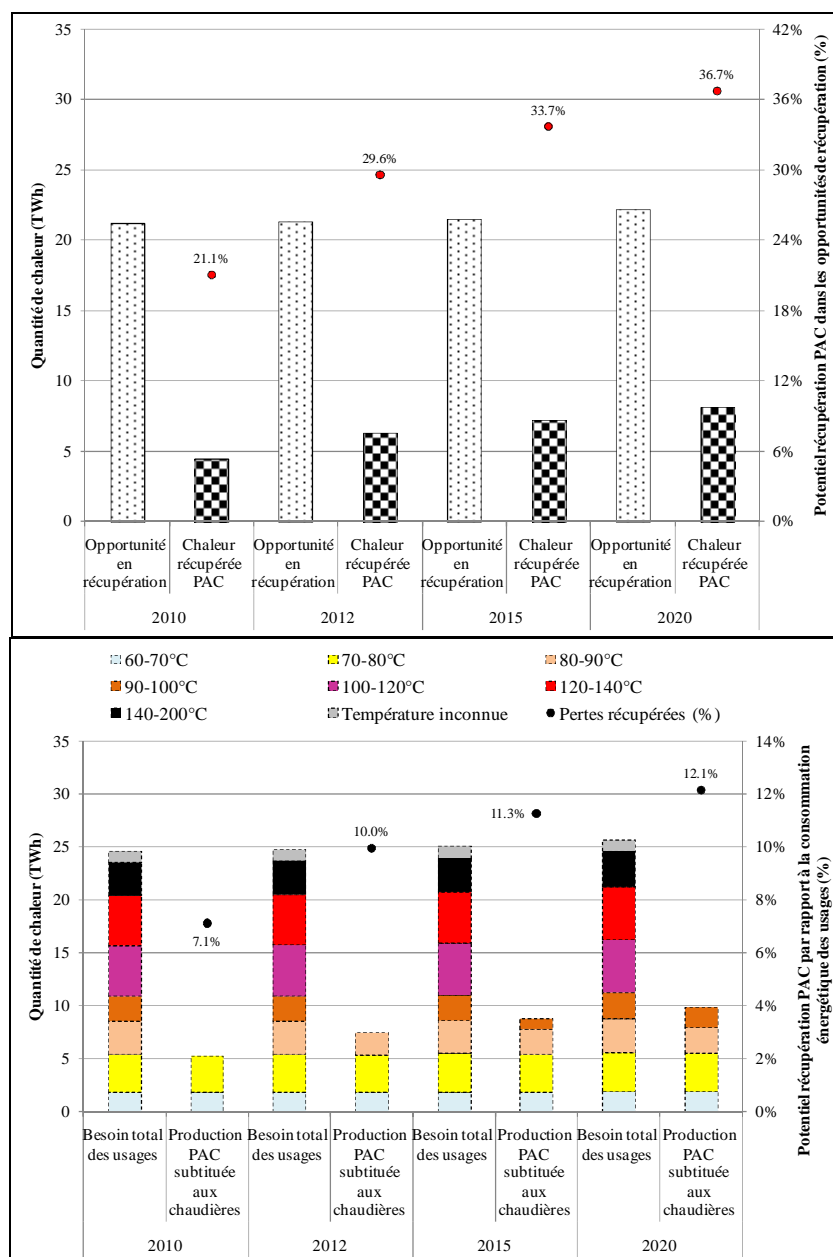 35
30
25
20
15
10
5
0
Quantité de chaleur (TWh)
42%
36%
30%
24%
18%
12%
6%
0%
Potentiel récupération PAC dans les opportunités de récupération (%)
21.1%
29.6%
33.7%
36.7%
Opportunité en récupération
Chaleur récupérée PAC
Opportunité en récupération
Chaleur récupérée PAC
Opportunité en récupération
Chaleur récupérée PAC
Opportunité en récupération
Chaleur récupérée PAC
2010
2012
2015
2020
60-70°C
70-80°C
80-90°C
90-100°C
100-120°C
120-140°C
140-200°C
Température inconnue
Pertes récupérées (%)
35
30
25
20
15
10
5
0
Quantité de chaleur (TWh)
14%
12%
10%
8%
6%
4%
2%
0%
Potentiel récupération PAC par rapport à la consommation
énergétique des usages (%)
7.1%
10.0%
11.3%
12.1%
Besoin total des usages
Production PAC subtituée aux chaudières
Besoin total des usages
Production PAC subtituée aux chaudières
Besoin total des usages
Production PAC subtituée aux chaudières
Besoin total des usages
Production PAC subtituée aux chaudières
2010
2012
2015
2020